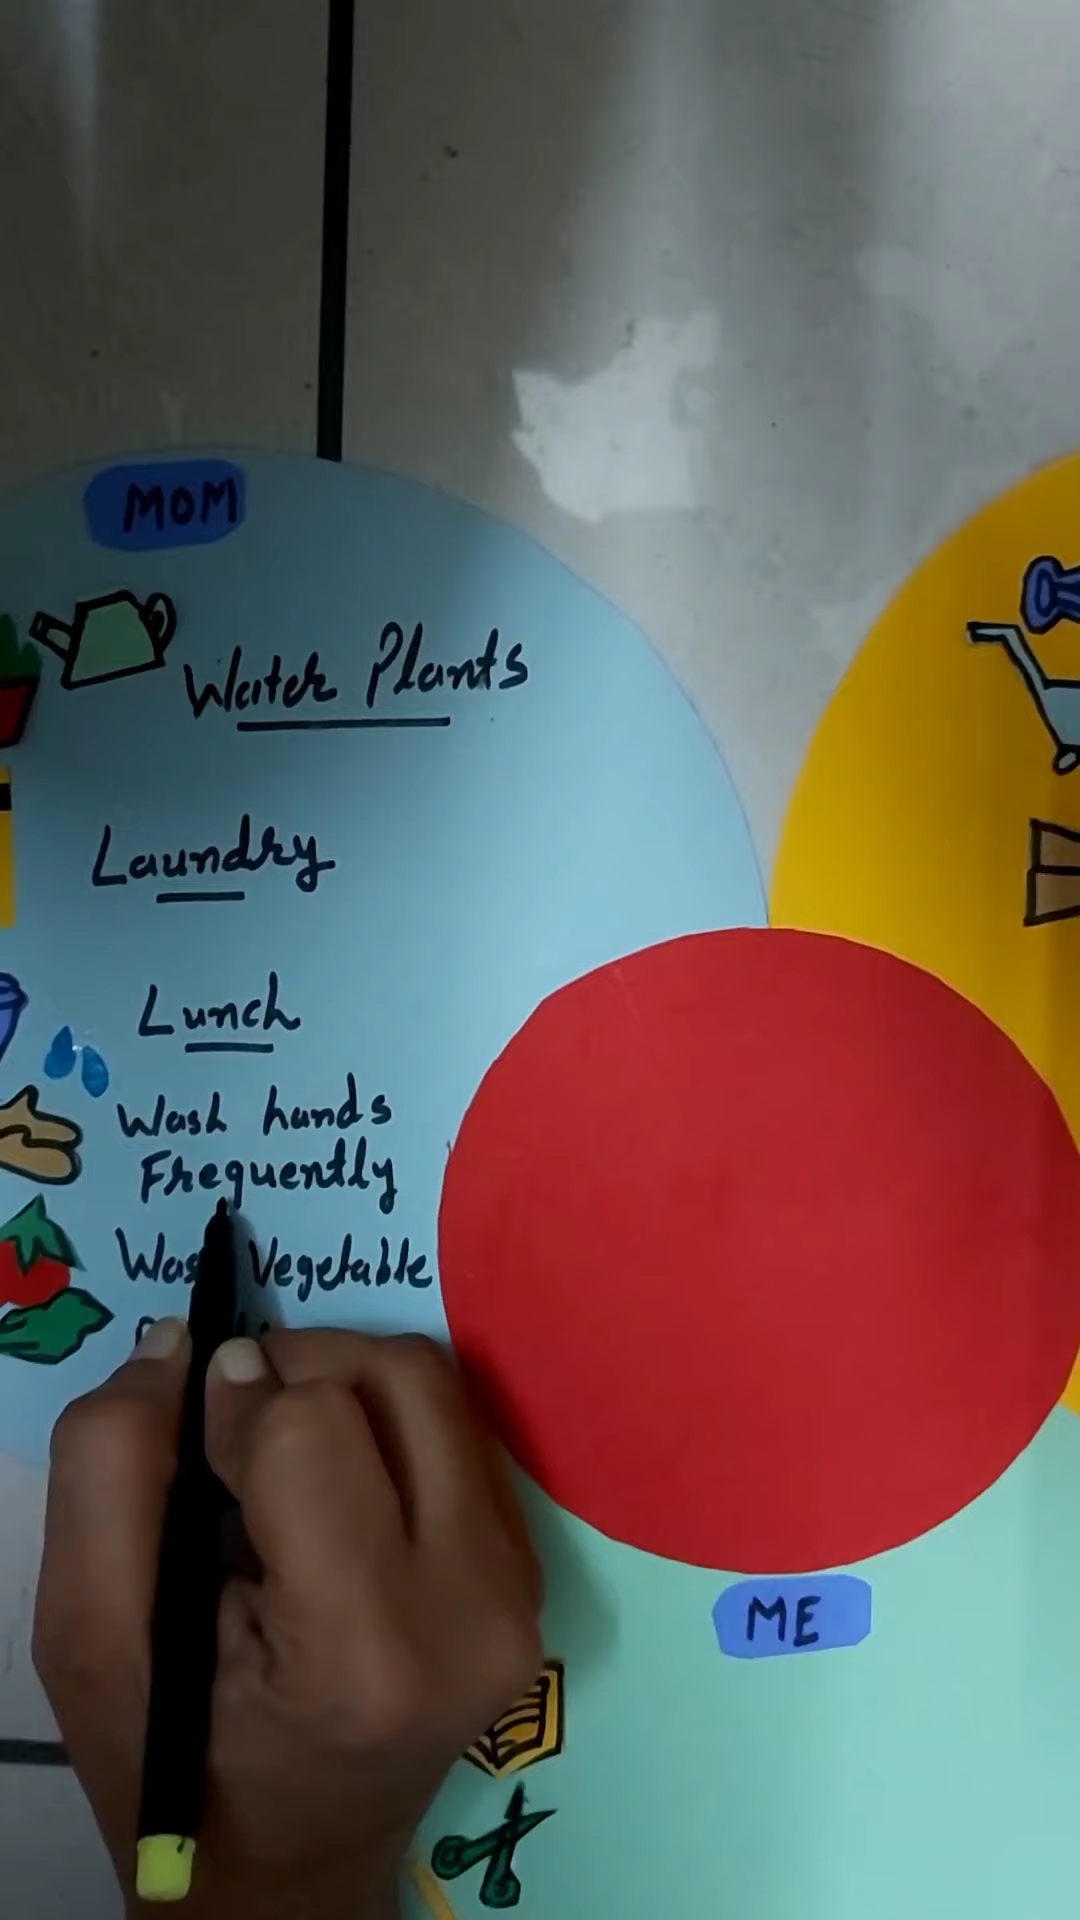 MOM
Water Plants
Laundry
Lunch
Wash hands
Frequently
Vegetable
ME